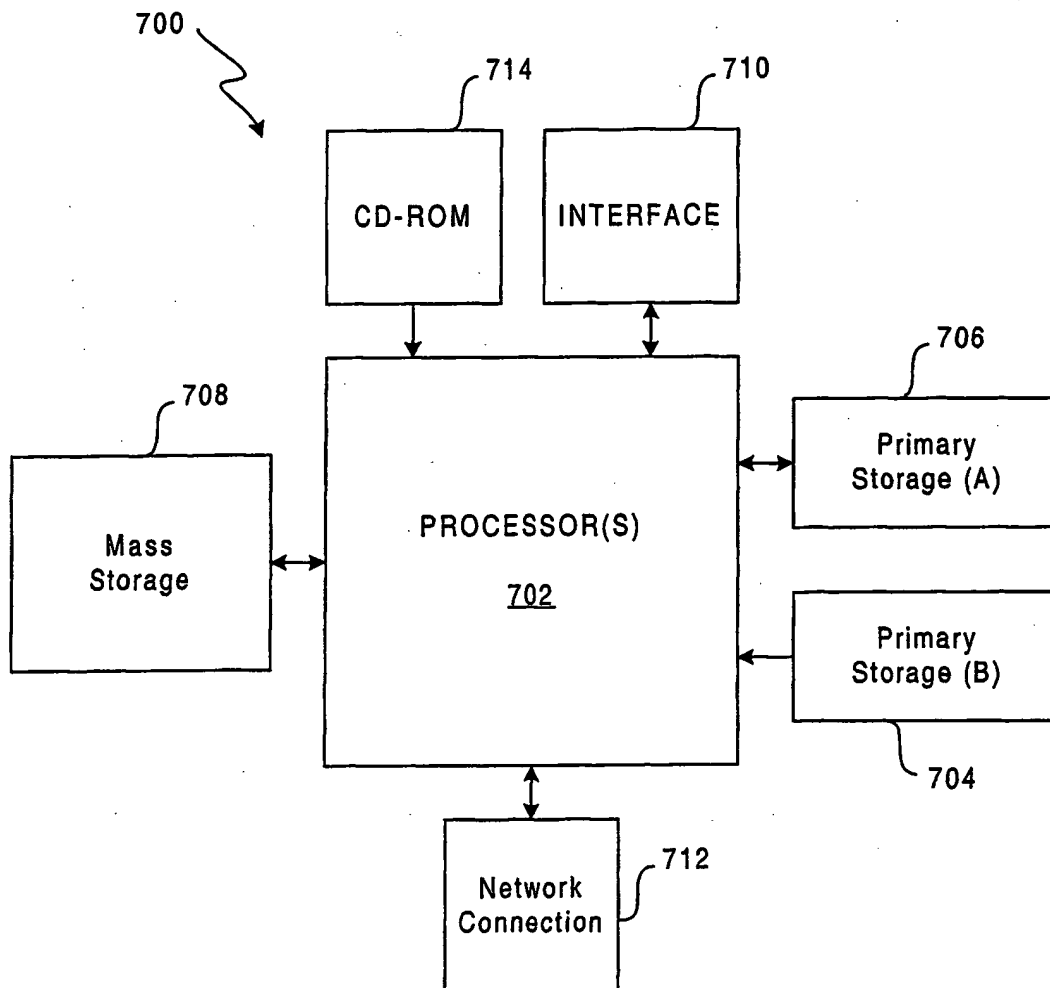 700
714
710
CD-ROM
INTERFACE
706
708
Primary
Storage (A)
PROCESSOR(S)
Mass
Storage
702
Primary
Storage (B)
704
712
Network
Connection